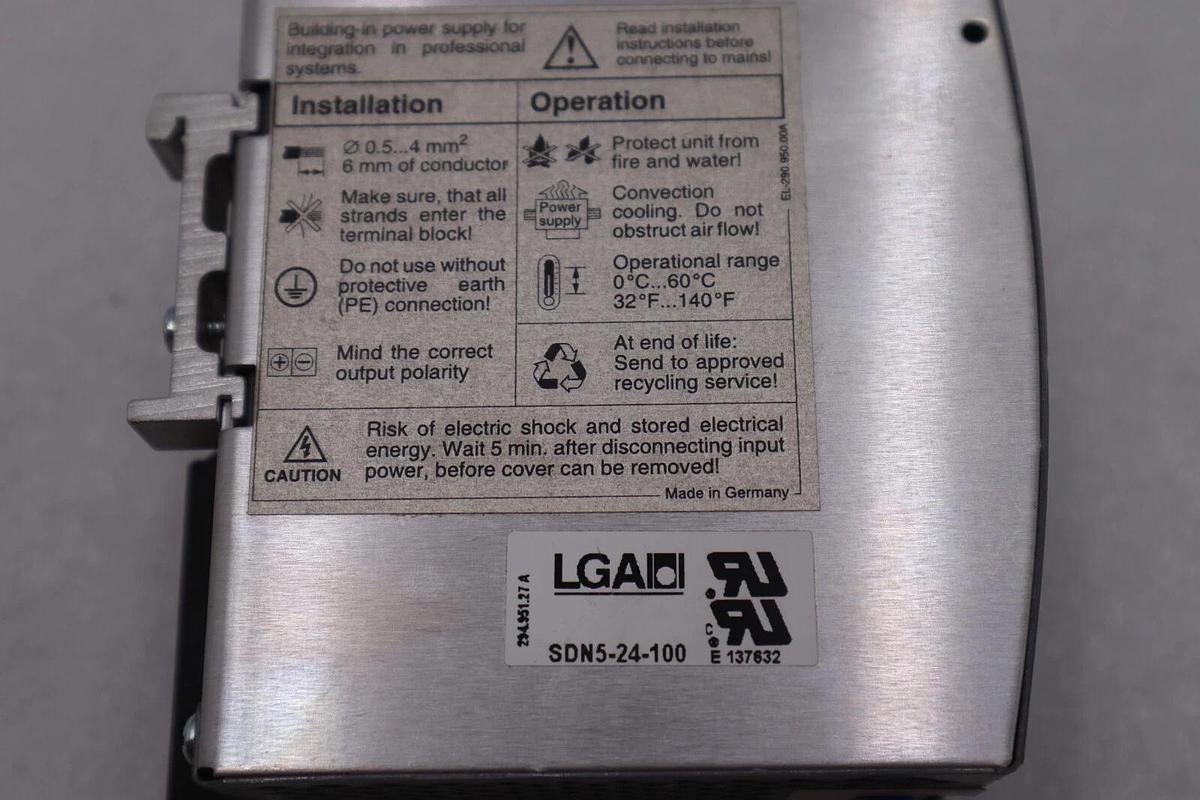 Building-in power supply for
integration in professional
systems.
Read installation
instructions before
connecting to mains!
Installation
Ø 0.5...4 mm²
6 mm of conductor
Make sure, that all
strands enter the
terminal block!
Do not use without
protective earth
(PE) connection!
Mind the correct
output polarity
Operation
Protect unit from
fire and water!
Power
supply
Convection
cooling. Do not
obstruct air flow!
Operational range
0°C...60°C
32°F...140°F
At end of life:
Send to approved
recycling service!
EL-290.950.00A
CAUTION
Risk of electric shock and stored electrical
energy. Wait 5 min. after disconnecting input
power, before cover can be removed!
Made in Germany
294.951.27 A
LGA
SDN5-24-100
UR
®
C UR
E 137632